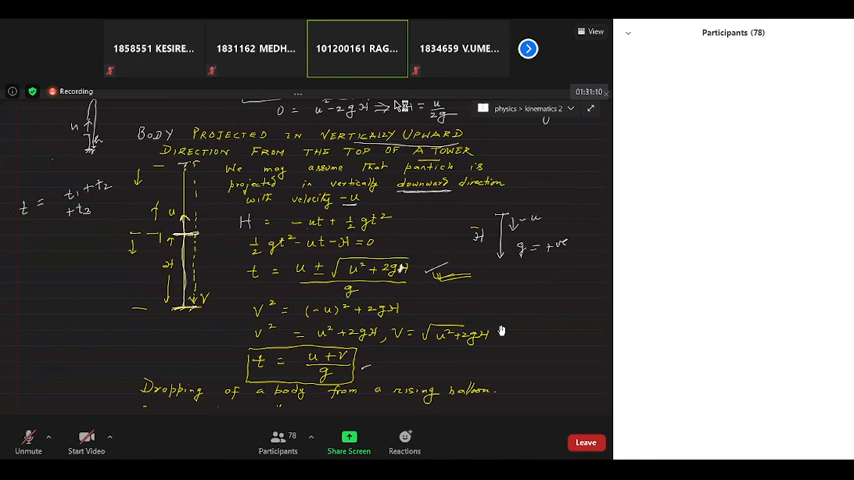 View
Participants (78)
1858551 KESIRE...
1831162 MEDH...
101200161 RAG...
1834659 V.UME...
Recording
...
01:31:10
physics > kinematics 2
0 = u² - 2gH ⇒ H = u / 2g
u
h
BODY PROJECTED IN VERTICALLY UPWARD
DIRECTION FROM THE TOP OF A TOWER
We may assume that particle is
projected in vertically downward direction
with velocity -u
t = t₁ + t₂
+ t₃
u
H
V
H = -ut + ½ gt²
½ gt² - ut - H = 0
t = u ± √(u² + 2gH) / g
H
-u
g = +ve
V² = (-u)² + 2gH
V² = u² + 2gH, V = √(u² + 2gH)
t = (u + v) / g
Dropping of a body from a rising balloon.
Unmute
Start Video
78
Participants
Share Screen
Reactions
Leave